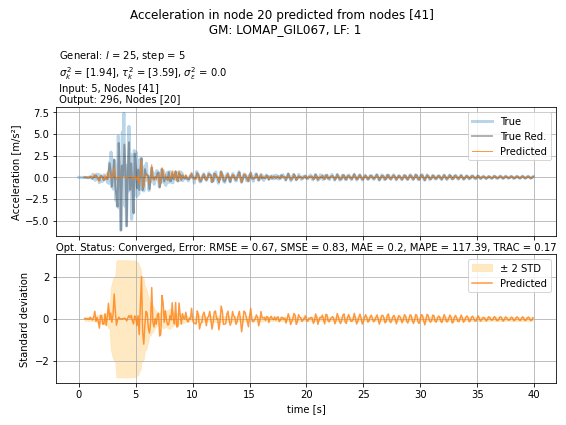 Acceleration in node 20 predicted from nodes [41]
GM: LOMAP_GIL067, LF: 1
General: l = 25, step = 5
σ²ₖ = [1.94], τ²ₖ = [3.59], σ²ε = 0.0
Input: 5, Nodes [41]
Output: 296, Nodes [20]
Acceleration [m/s²]
7.5
5.0
2.5
0.0
−2.5
−5.0
True
True Red.
Predicted
Opt. Status: Converged, Error: RMSE = 0.67, SMSE = 0.83, MAE = 0.2, MAPE = 117.39, TRAC = 0.17
Standard deviation
2
0
−2
± 2 STD
Predicted
0 5 10 15 20 25 30 35 40
time [s]